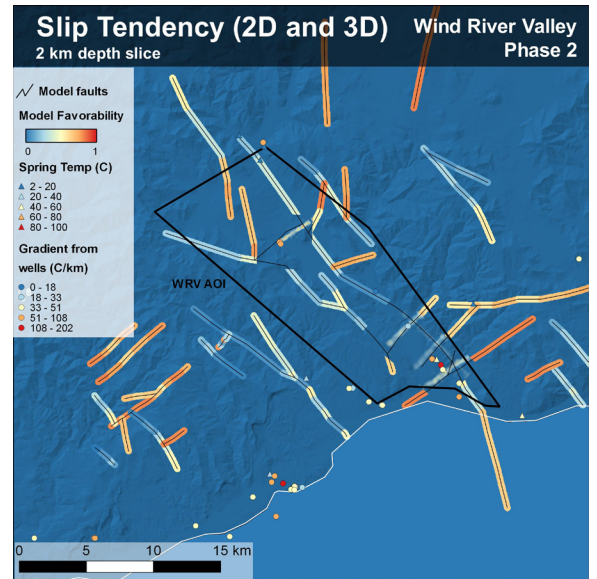 Slip Tendency (2D and 3D)
2 km depth slice
Wind River Valley
Phase 2
Model faults
Model Favorability
0 1
Spring Temp (C)
2 - 20
20 - 40
40 - 60
60 - 80
80 - 100
Gradient from
wells (C/km)
0 - 18
18 - 33
33 - 51
51 - 108
108 - 202
WRV AOI
0 5 10 15 km